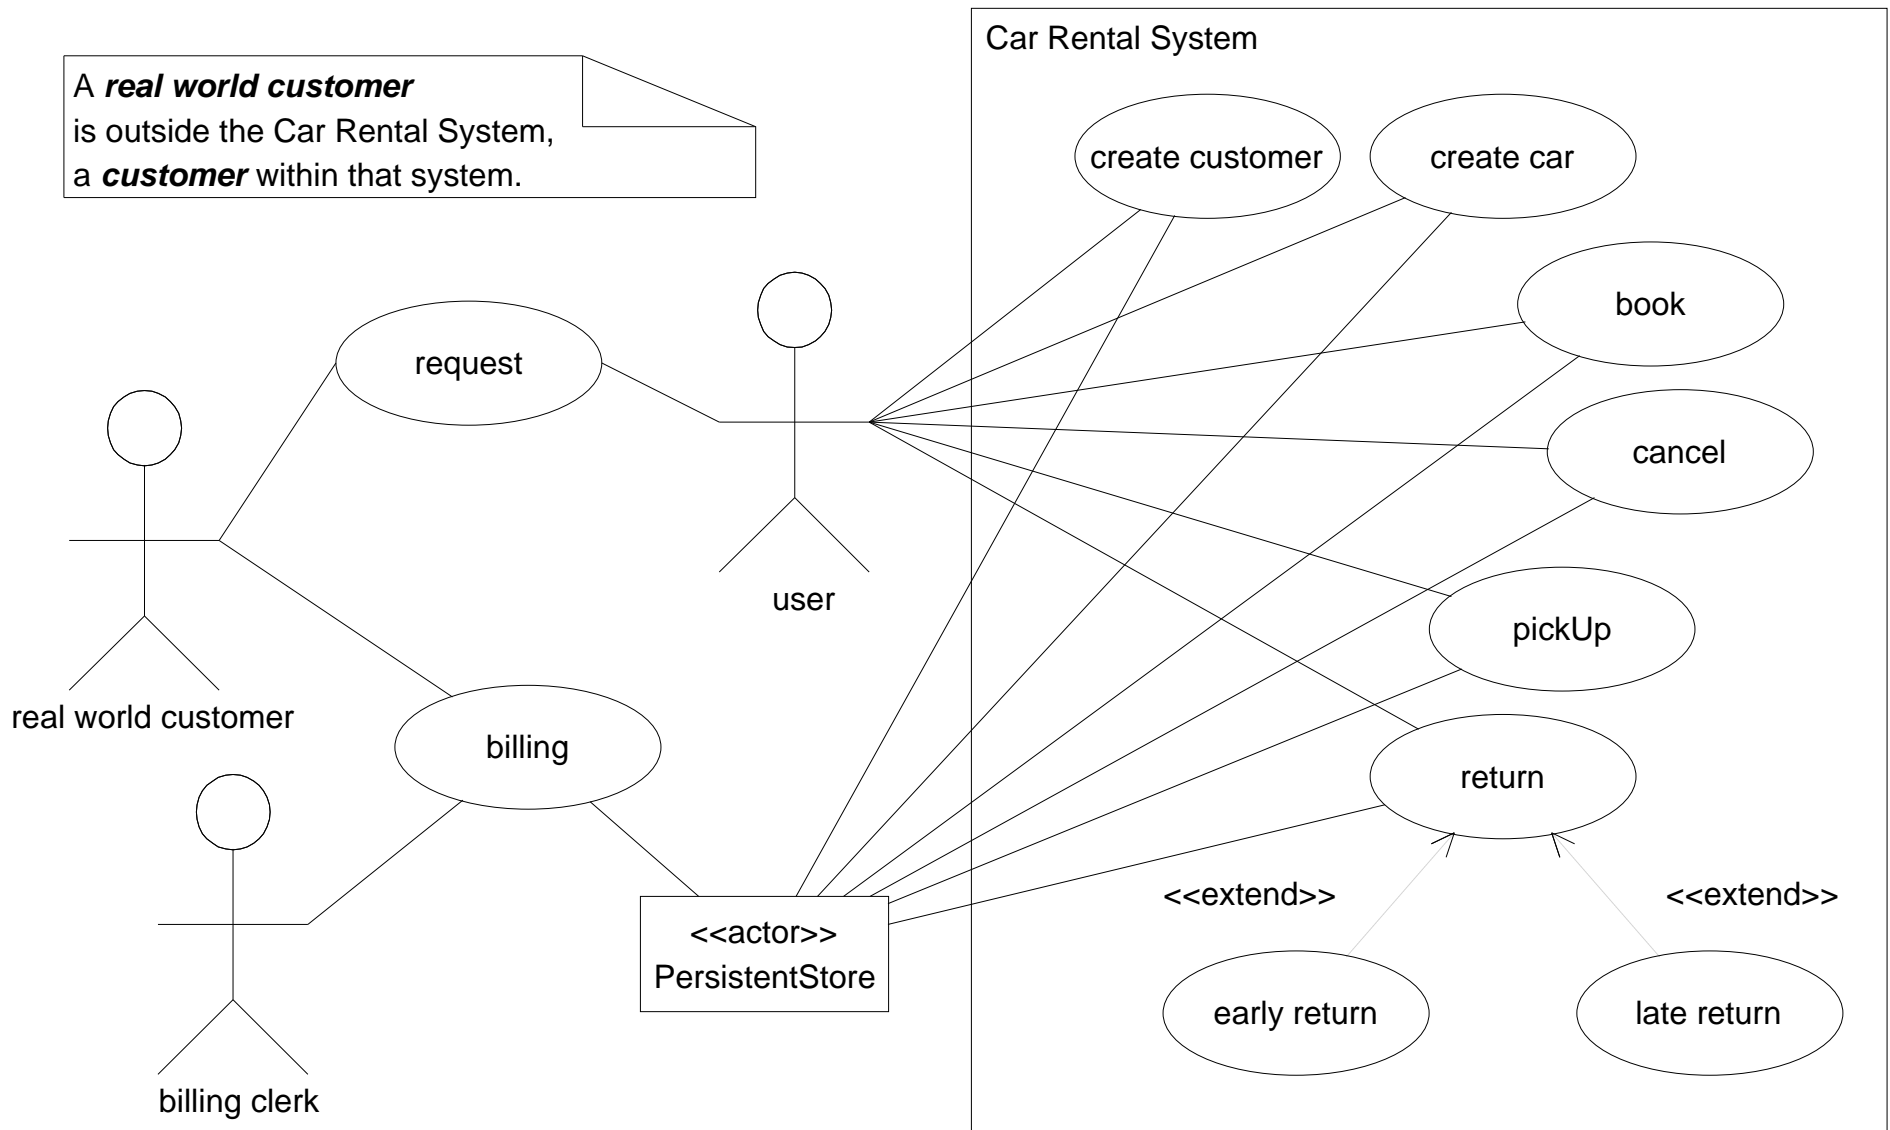 Car Rental System
A real world customer
is outside the Car Rental System,
a customer within that system.
create customer
create car
book
request
cancel
user
pickUp
real world customer
billing
return
<<extend>>
<<extend>>
<<actor>>
PersistentStore
early return
late return
billing clerk